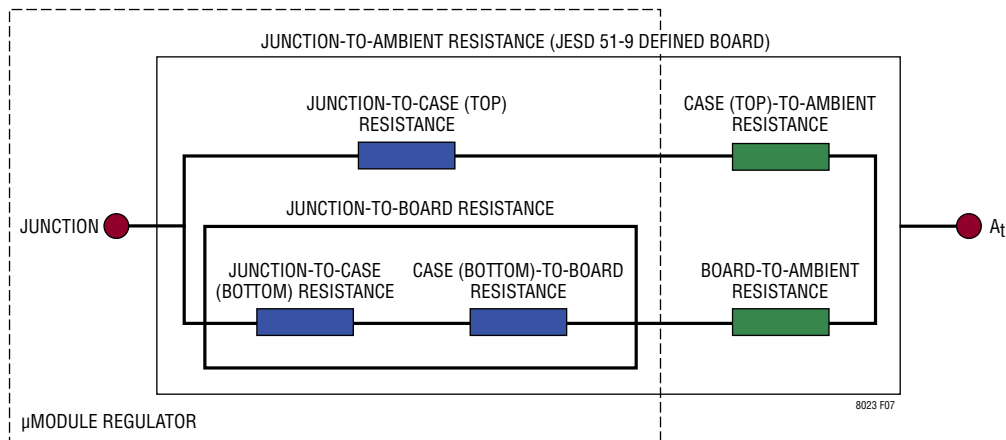 JUNCTION-TO-AMBIENT RESISTANCE (JESD 51-9 DEFINED BOARD)
JUNCTION-TO-CASE (TOP)
RESISTANCE
CASE (TOP)-TO-AMBIENT
RESISTANCE
JUNCTION-TO-BOARD RESISTANCE
JUNCTION
At
JUNCTION-TO-CASE
(BOTTOM) RESISTANCE
CASE (BOTTOM)-TO-BOARD
RESISTANCE
BOARD-TO-AMBIENT
RESISTANCE
8023 F07
µMODULE REGULATOR